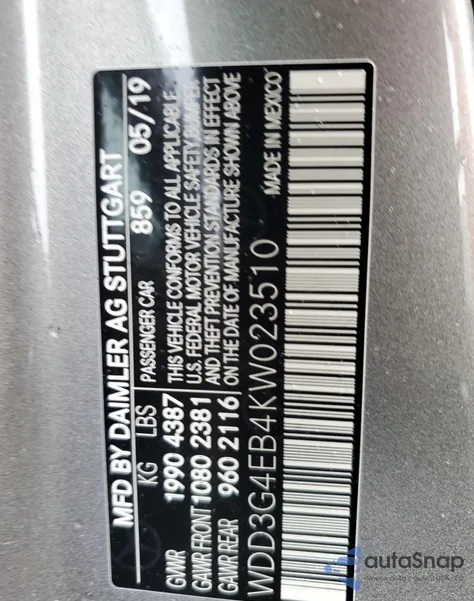 MFD BY DAIMLER AG STUTTGART
KG LBS PASSENGER CAR 859 05/19
GVWR 1990 4387
GAWR FRONT 1080 2381
GAWR REAR 960 2116
THIS VEHICLE CONFORMS TO ALL APPLICABLE
U.S. FEDERAL MOTOR VEHICLE SAFETY, BUMPER
AND THEFT PREVENTION STANDARDS IN EFFECT
ON THE DATE OF MANUFACTURE SHOWN ABOVE
WDD3G4EB4KW023510 MADE IN MEXICO
autoSnap